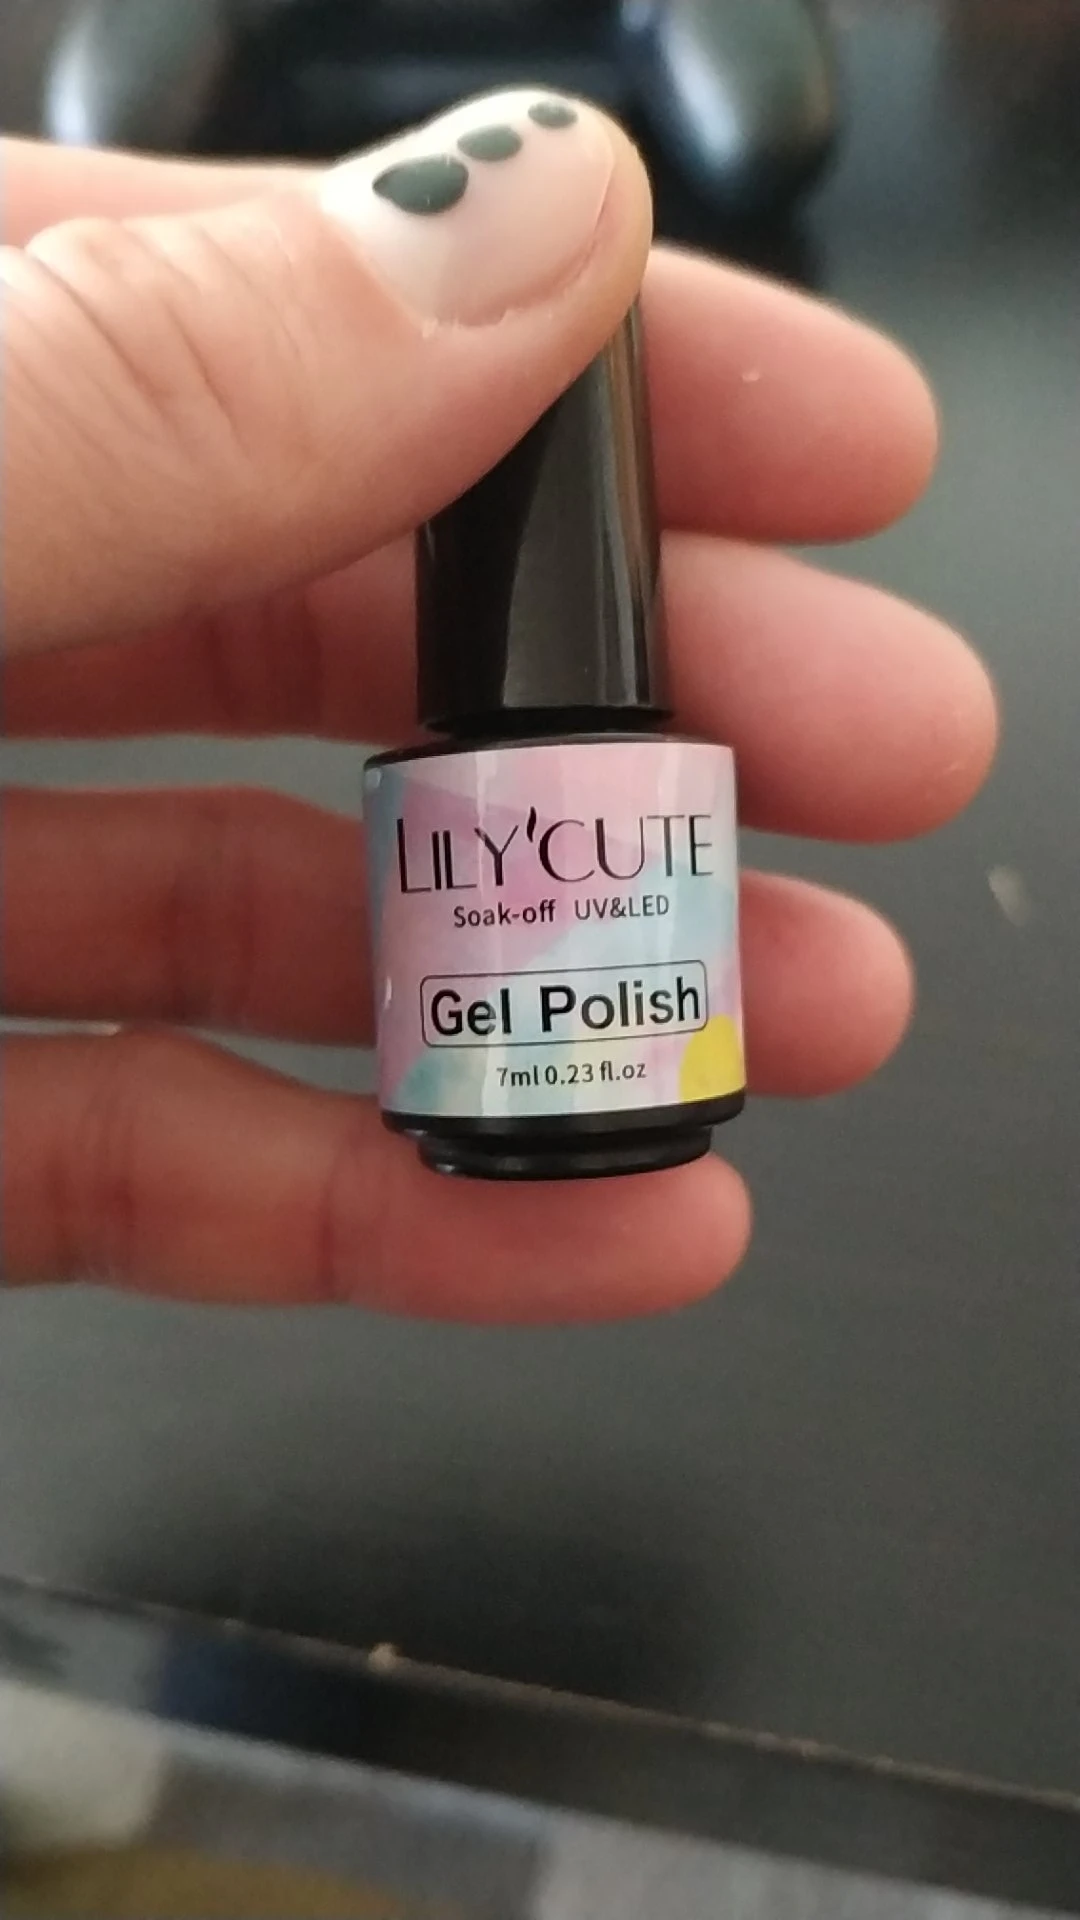 LILY'CUTE
Soak-off UV&LED
Gel Polish
7ml 0.23 fl.oz